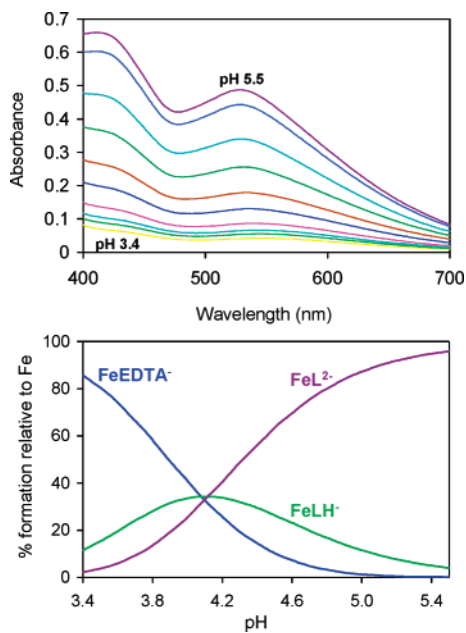 0.7
0.6
0.5
0.4
0.3
0.2
0.1
0
Absorbance
pH 5.5
pH 3.4
400 500 600 700
Wavelength (nm)
100
80
60
40
20
0
% formation relative to Fe
FeEDTA⁻
FeL²⁻
FeLH⁻
3.4 3.8 4.2 4.6 5.0 5.4
pH